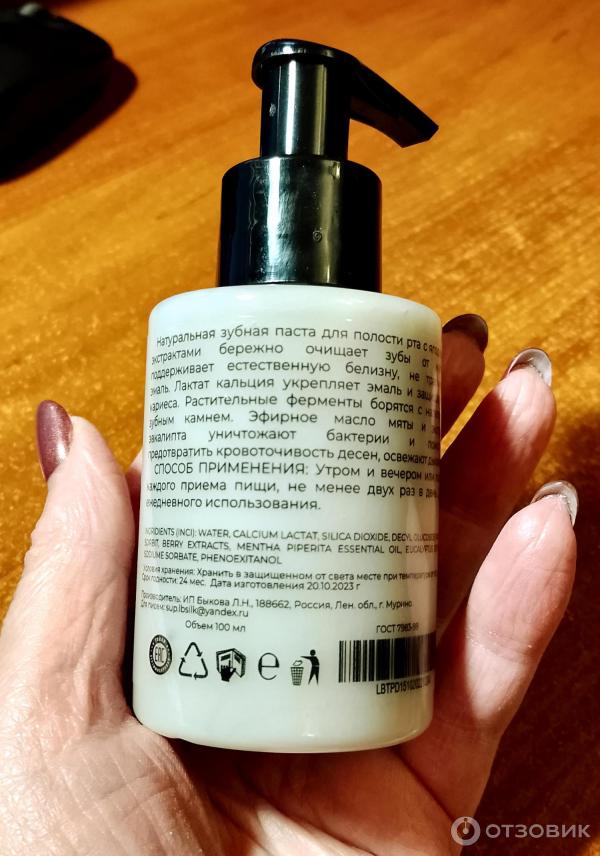 Натуральная зубная паста для полости рта с
экстрактами бережно очищает зубы от
поддерживает естественную белизну, не
эмаль. Лактат кальция укрепляет эмаль и
кариеса. Растительные ферменты борятся с
зубным камнем. Эфирное масло мяты и
эвкалипта уничтожают бактерии и
предотвратить кровоточивость десен, освежают
СПОСОБ ПРИМЕНЕНИЯ: Утром и вечером или
каждого приема пищи, не менее двух раз в день
ежедневного использования.
INGRIDIENTS (INCI): WATER, CALCIUM LACTAT, SILICA DIOXIDE, DECYL
SORBIT, BERRY EXTRACTS, MENTHA PIPERITA ESSENTIAL OIL,
SODIUME SORBATE, PHENOEXITANOL
Условия хранения: Хранить в защищенном от света месте при
Срок годности: 24 мес. Дата изготовления 20.10.2023
Производитель: ИП Быкова Л.Н., 188662, Россия, Лен. обл., г. Мурино.
Для писем: sup.lbsilk@yandex.ru
Объем 100 мл
ГОСТ 7983-99
EAC
e
ОТЗОВИК